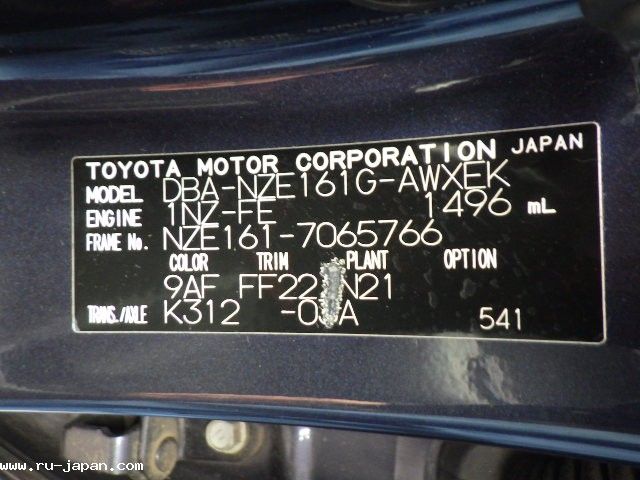 TOYOTA MOTOR CORPORATION JAPAN
MODEL DBA-NZE161G-AWXEK
ENGINE 1NZ-FE 1496 mL
FRAME No. NZE161-7065766
COLOR TRIM PLANT OPTION
9AF FF22 N21
TRANS./AXLE K312 541
www.ru-japan.com